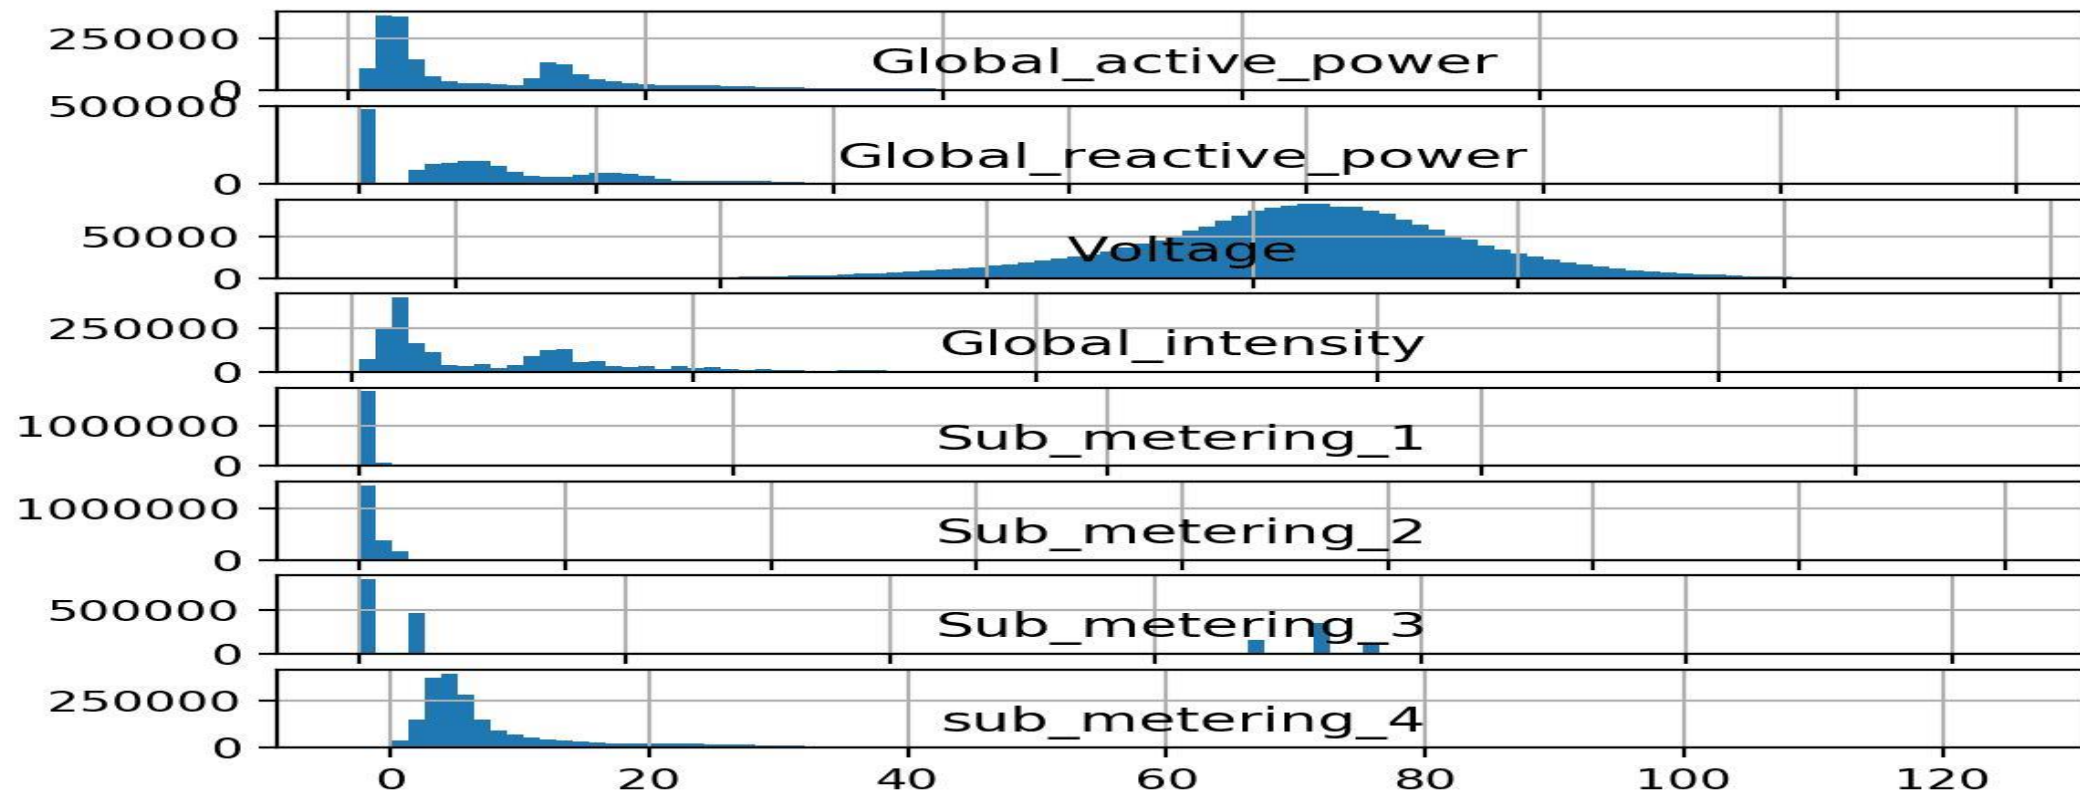 250000
Global_active_power
0
500000
Global_reactive_power
0
50000
Voltage
0
250000
Global_intensity
0
1000000
Sub_metering_1
0
1000000
Sub_metering_2
0
500000
Sub_metering_3
0
250000
sub_metering_4
0
0 20 40 60 80 100 120